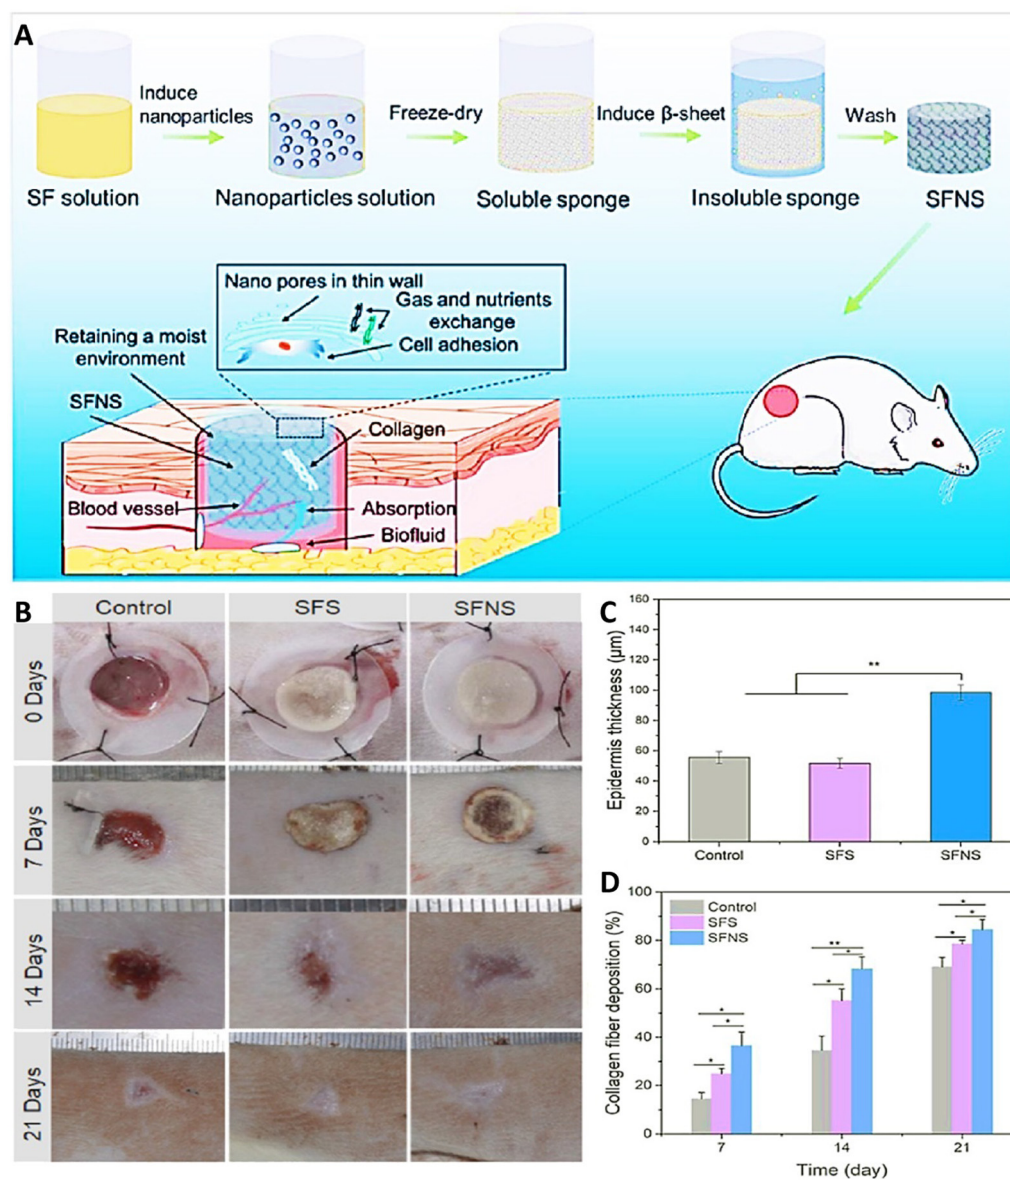 A
Induce
nanoparticles
Freeze-dry
Induce β-sheet
Wash
SF solution
Nanoparticles solution
Soluble sponge
Insoluble sponge
SFNS
Nano pores in thin wall
Gas and nutrients
exchange
Cell adhesion
Retaining a moist
environment
SFNS
Collagen
Blood vessel
Absorption
Biofluid
B
Control
SFS
SFNS
0 Days
7 Days
14 Days
21 Days
C
Epidermis thickness (μm)
160
140
120
100
80
60
40
20
0
**
Control
SFS
SFNS
D
Collagen fiber deposition (%)
100
80
60
40
20
0
Control
SFS
SFNS
*
*
*
**
*
*
*
*
*
7
14
21
Time (day)